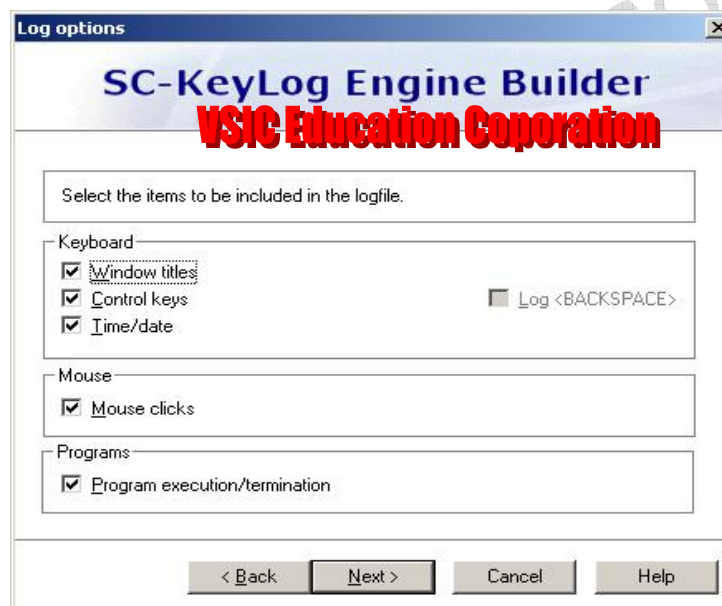 Log options
SC-KeyLog Engine Builder
VSIC Education Coporation
Select the items to be included in the logfile.
Keyboard
Window titles
Control keys
Log <BACKSPACE>
Time/date
Mouse
Mouse clicks
Programs
Program execution/termination
< Back
Next >
Cancel
Help